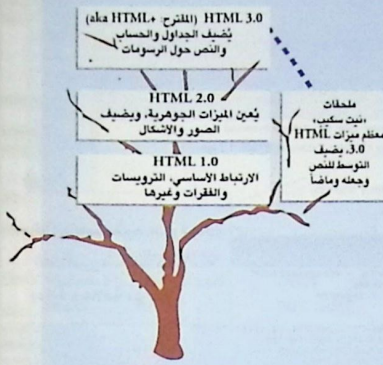 HTML 3.0 (المقترح +aka HTML)
يُضيف الجداول والحساب
والنص حول الرسومات
HTML 2.0
يُعين الميزات الجوهرية، ويضيف
الصور والأشكال
HTML 1.0
الارتباط الأساسي، الترويسات
والفقرات وغيرها
ملحقات
«نيت سكيب»
معظم ميزات HTML
3.0، يضيف
التوسط للنص
وجعله وماضاً